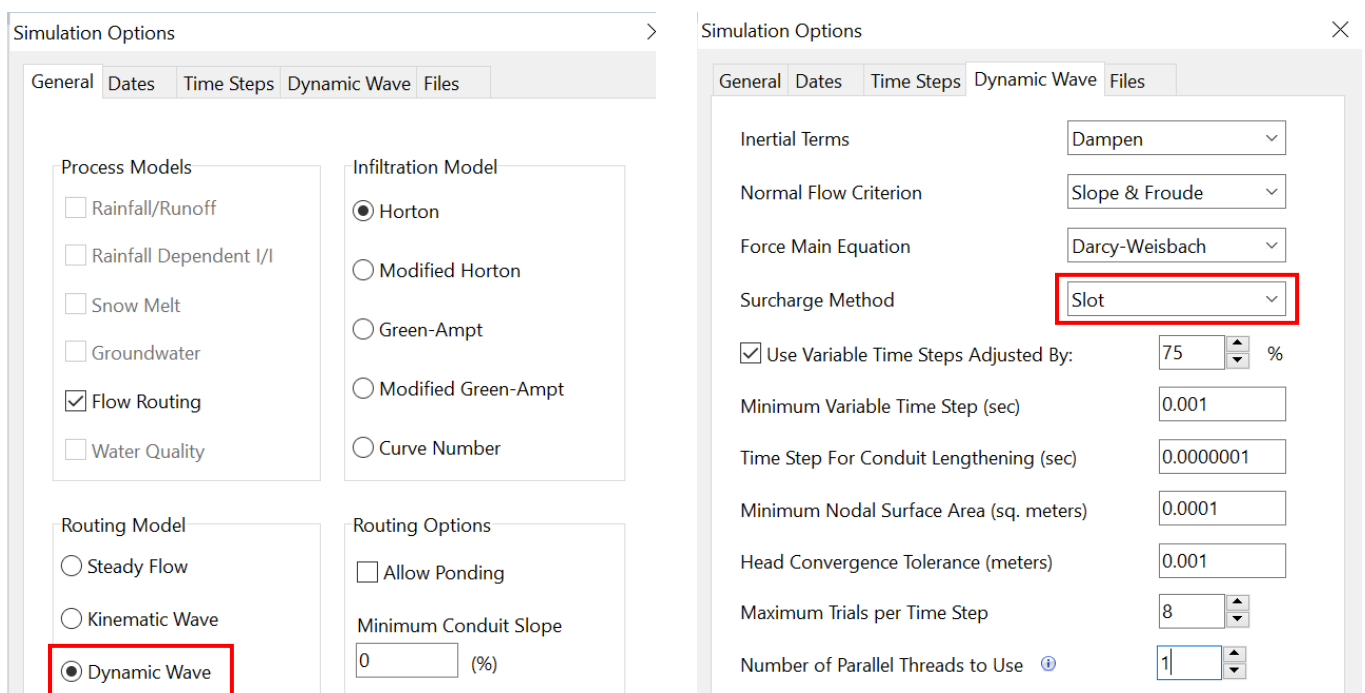 Simulation Options
General Dates Time Steps Dynamic Wave Files
Process Models
Rainfall/Runoff
Rainfall Dependent I/I
Snow Melt
Groundwater
Flow Routing
Water Quality
Infiltration Model
Horton
Modified Horton
Green-Ampt
Modified Green-Ampt
Curve Number
Routing Model
Steady Flow
Kinematic Wave
Dynamic Wave
Routing Options
Allow Ponding
Minimum Conduit Slope
0 (%)
Simulation Options
General Dates Time Steps Dynamic Wave Files
Inertial Terms Dampen
Normal Flow Criterion Slope & Froude
Force Main Equation Darcy-Weisbach
Surcharge Method Slot
Use Variable Time Steps Adjusted By: 75 %
Minimum Variable Time Step (sec) 0.001
Time Step For Conduit Lengthening (sec) 0.0000001
Minimum Nodal Surface Area (sq. meters) 0.0001
Head Convergence Tolerance (meters) 0.001
Maximum Trials per Time Step 8
Number of Parallel Threads to Use 1